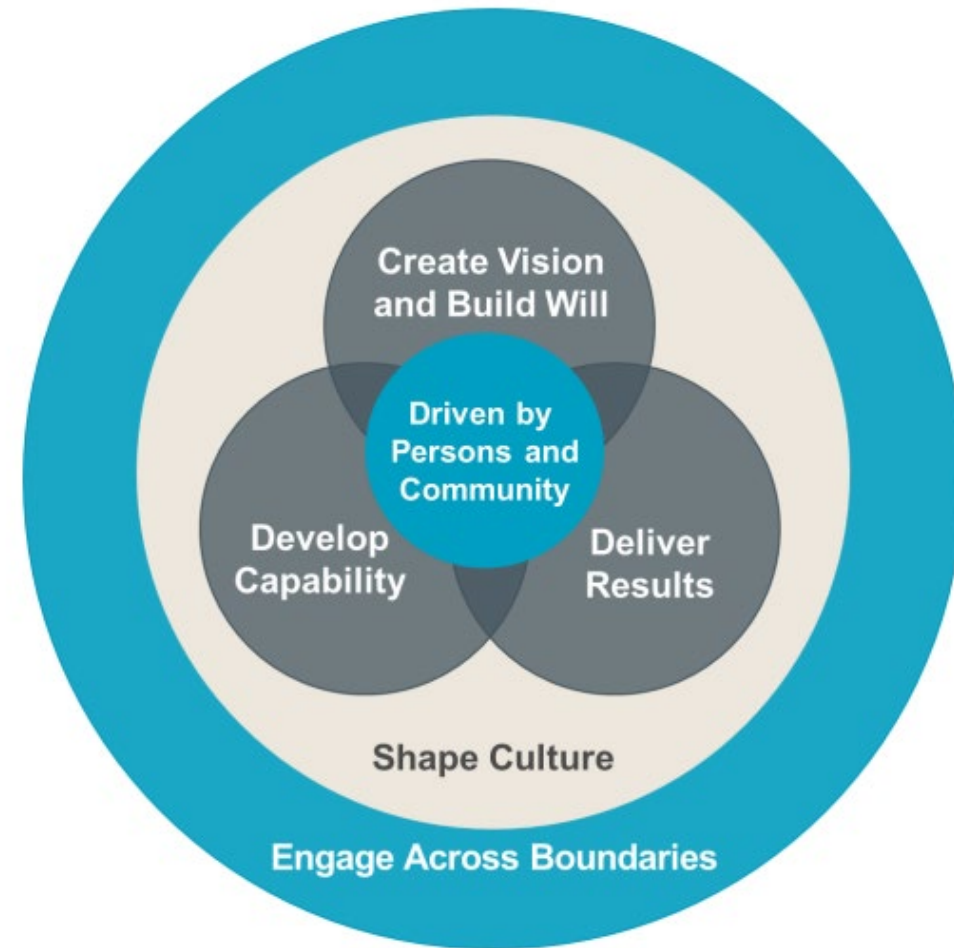 Create Vision
and Build Will
Driven by
Persons and
Community
Develop
Capability
Deliver
Results
Shape Culture
Engage Across Boundaries